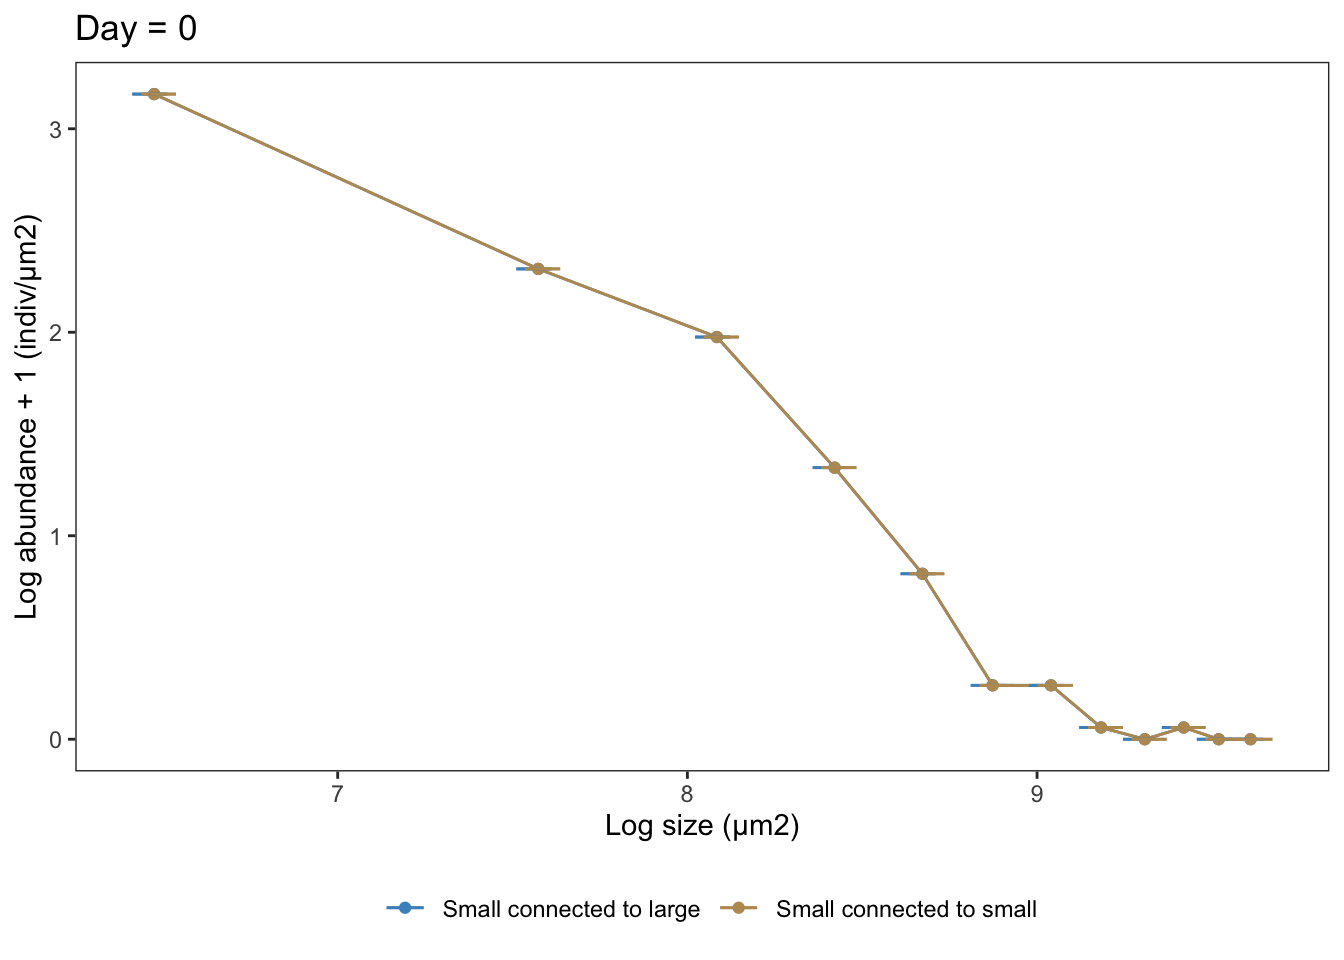 Day = 0
Log abundance + 1 (indiv/μm2)
3
2
1
0
7
8
9
Log size (μm2)
Small connected to large
Small connected to small